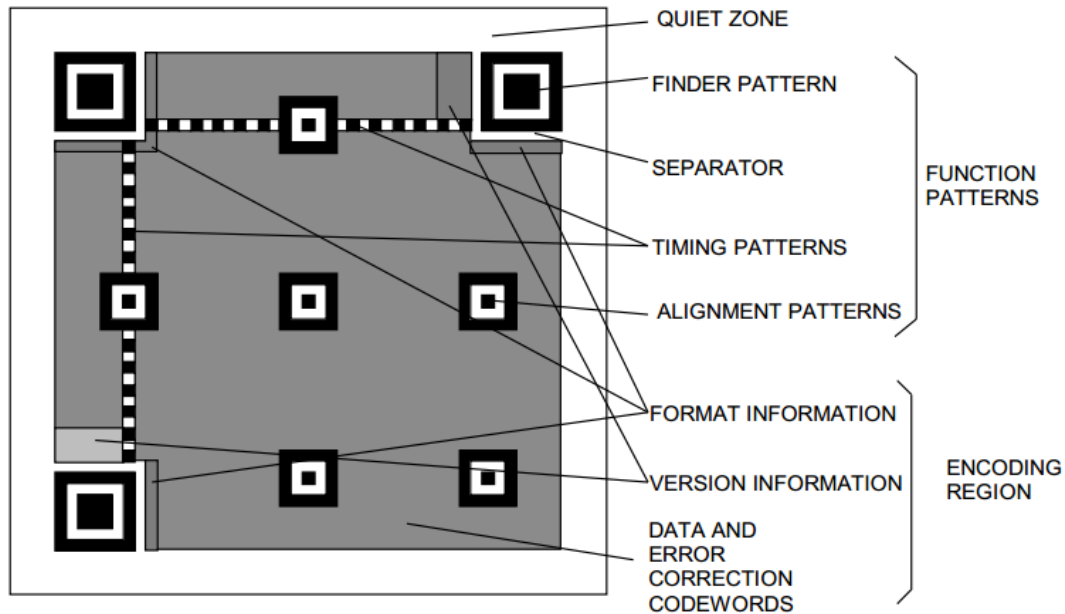 QUIET ZONE
FINDER PATTERN
SEPARATOR
FUNCTION
PATTERNS
TIMING PATTERNS
ALIGNMENT PATTERNS
FORMAT INFORMATION
VERSION INFORMATION
ENCODING
REGION
DATA AND
ERROR
CORRECTION
CODEWORDS